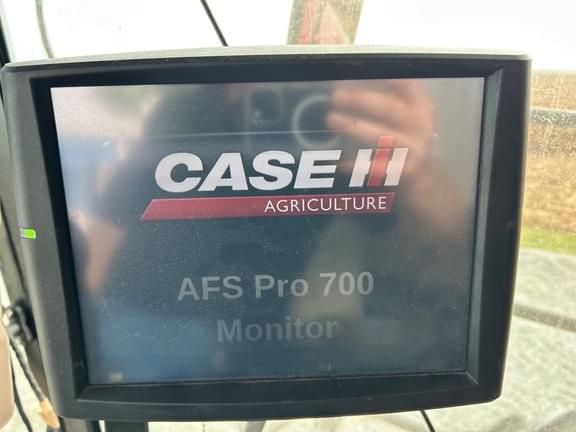 CASE IH
AGRICULTURE
AFS Pro 700
Monitor